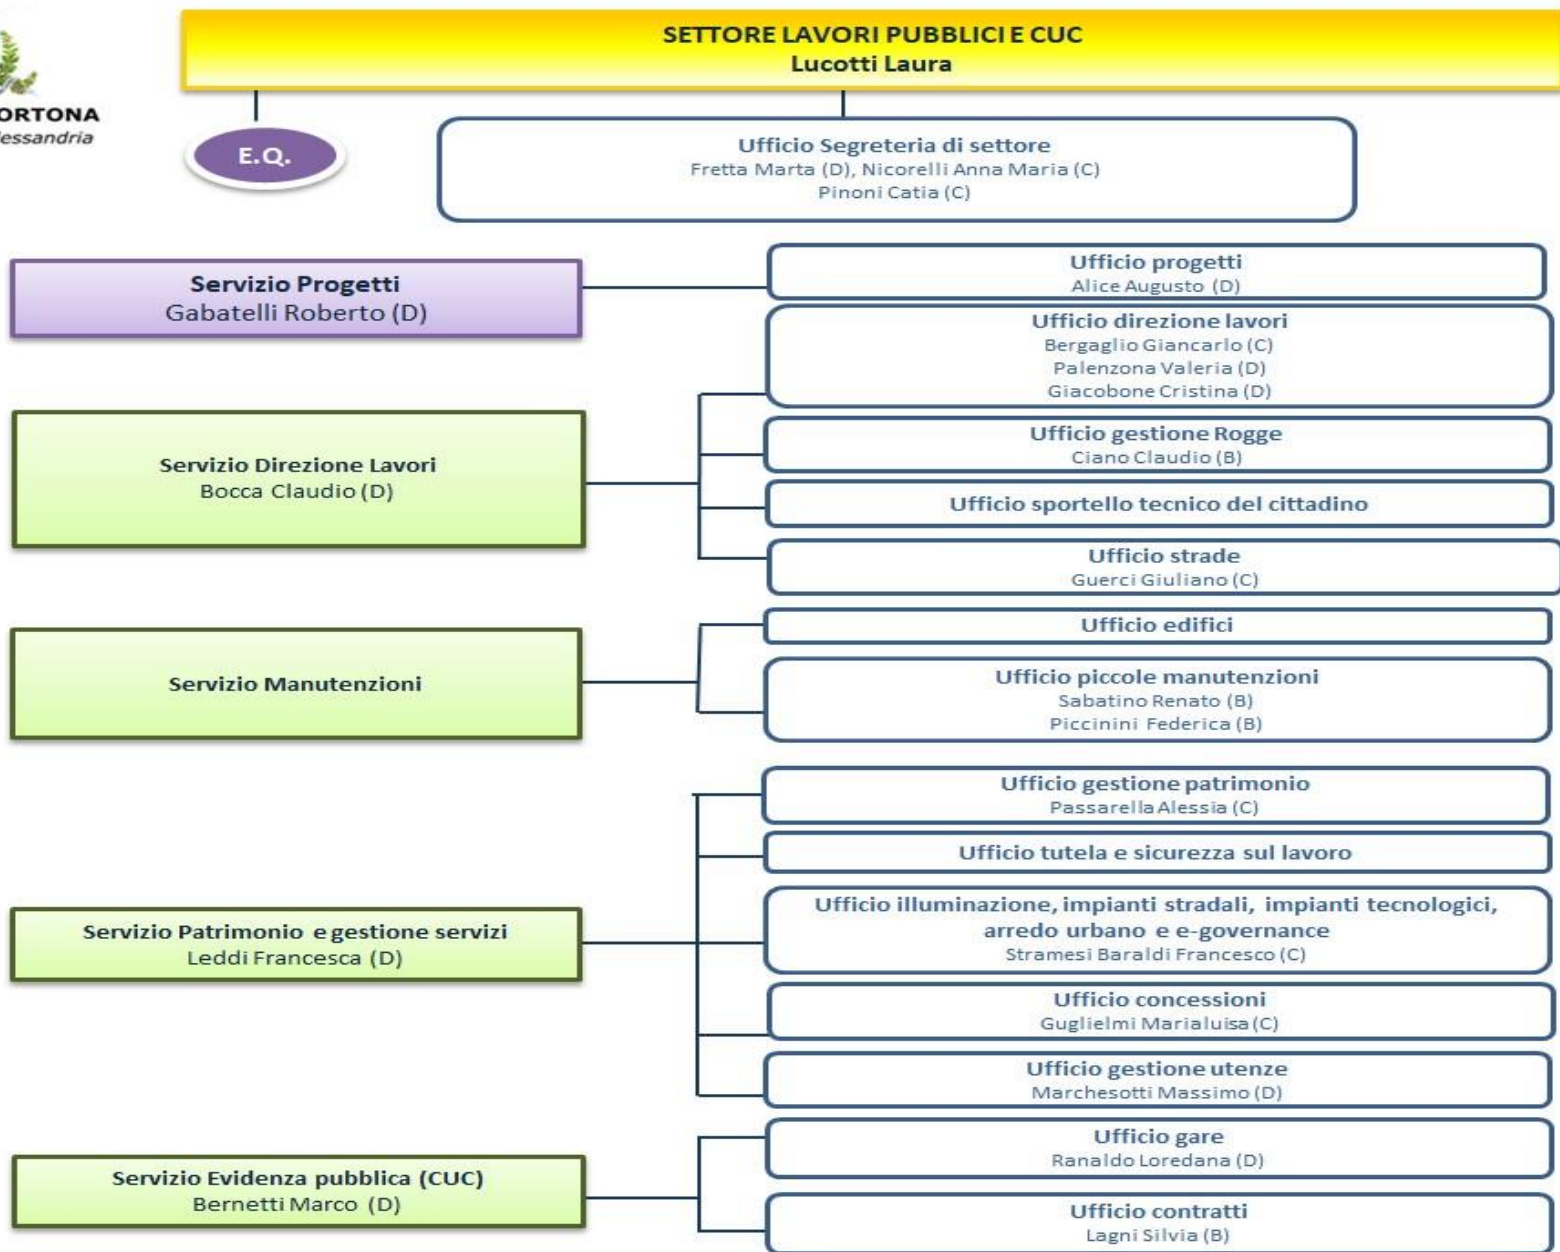 ORTONA
lessandria
SETTORE LAVORI PUBBLICI E CUC
Lucotti Laura
E.Q.
Ufficio Segreteria di settore
Fretta Marta (D), Nicorelli Anna Maria (C)
Pinoni Catia (C)
Servizio Progetti
Gabatelli Roberto (D)
Ufficio progetti
Alice Augusto (D)
Servizio Direzione Lavori
Bocca Claudio (D)
Ufficio direzione lavori
Bergaglio Giancarlo (C)
Palenzona Valeria (D)
Giacobone Cristina (D)
Ufficio gestione Rogge
Ciano Claudio (B)
Ufficio sportello tecnico del cittadino
Ufficio strade
Guerci Giuliano (C)
Servizio Manutenzioni
Ufficio edifici
Ufficio piccole manutenzioni
Sabatino Renato (B)
Piccinini Federica (B)
Servizio Patrimonio e gestione servizi
Leddi Francesca (D)
Ufficio gestione patrimonio
Passarella Alessia (C)
Ufficio tutela e sicurezza sul lavoro
Ufficio illuminazione, impianti stradali, impianti tecnologici,
arredo urbano e e-governance
Stramesi Baraldi Francesco (C)
Ufficio concessioni
Guglielmi Marialuisa (C)
Ufficio gestione utenze
Marchesotti Massimo (D)
Servizio Evidenza pubblica (CUC)
Bernetti Marco (D)
Ufficio gare
Ranaldo Loredana (D)
Ufficio contratti
Lagni Silvia (B)